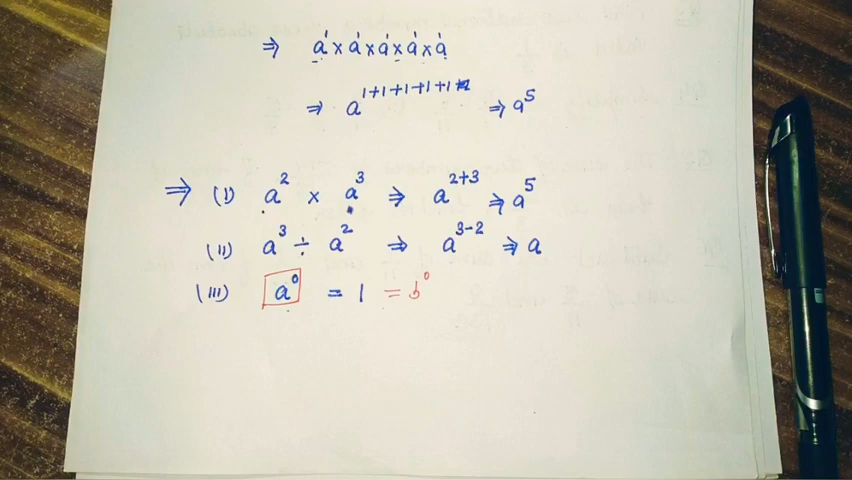 ⇒ a¹ × a¹ × a¹ × a¹ × a¹
⇒ a^1+1+1+1+1 ⇒ a⁵
⇒ (I) a² × a³ ⇒ a^2+3 ⇒ a⁵
(II) a³ ÷ a² ⇒ a^3-2 ⇒ a
(III) a⁰ = 1 = b⁰